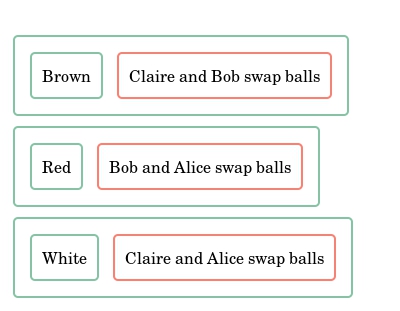 Brown Claire and Bob swap balls
Red Bob and Alice swap balls
White Claire and Alice swap balls